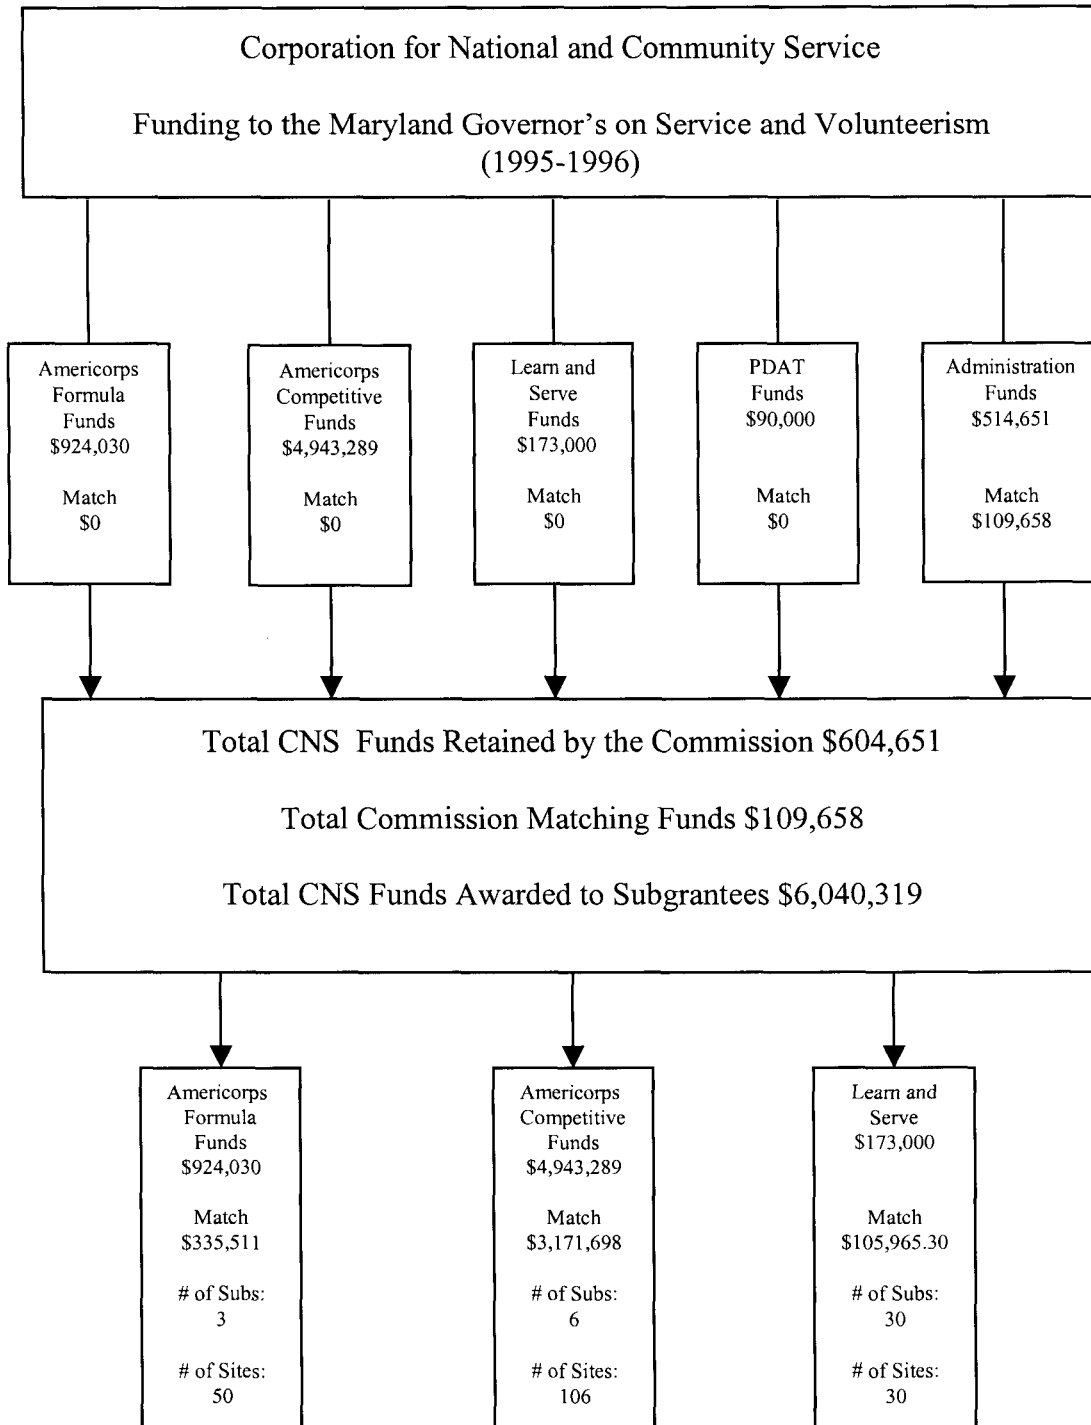 Corporation for National and Community Service
Funding to the Maryland Governor's on Service and Volunteerism
(1995-1996)
Americorps
Formula
Funds
$924,030
Match
$0
Americorps
Competitive
Funds
$4,943,289
Match
$0
Learn and
Serve
Funds
$173,000
Match
$0
PDAT
Funds
$90,000
Match
$0
Administration
Funds
$514,651
Match
$109,658
Total CNS Funds Retained by the Commission $604,651
Total Commission Matching Funds $109,658
Total CNS Funds Awarded to Subgrantees $6,040,319
Americorps
Formula
Funds
$924,030
Match
$335,511
# of Subs:
3
# of Sites:
50
Americorps
Competitive
Funds
$4,943,289
Match
$3,171,698
# of Subs:
6
# of Sites:
106
Learn and
Serve
$173,000
Match
$105,965.30
# of Subs:
30
# of Sites:
30